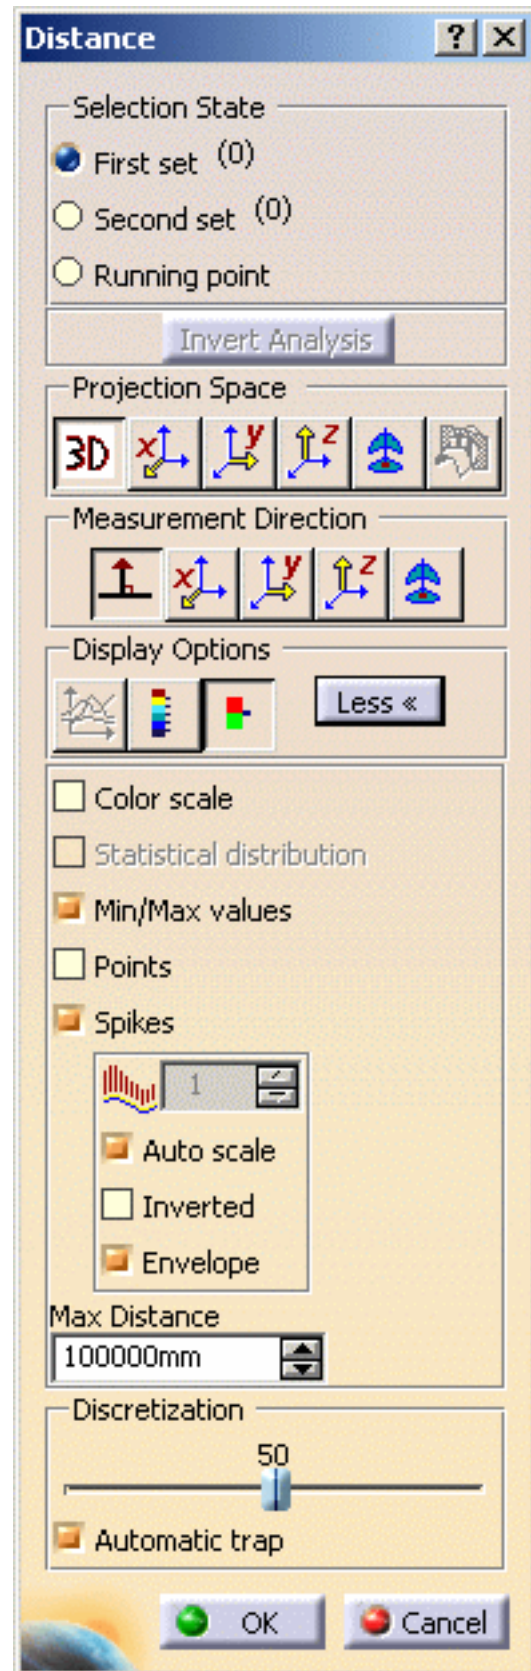 Distance ? X
Selection State
First set (0)
Second set (0)
Running point
Invert Analysis
Projection Space
3D x y z
Measurement Direction
x y z
Display Options
Less «
Color scale
Statistical distribution
Min/Max values
Points
Spikes
1
Auto scale
Inverted
Envelope
Max Distance
100000mm
Discretization
50
Automatic trap
OK Cancel